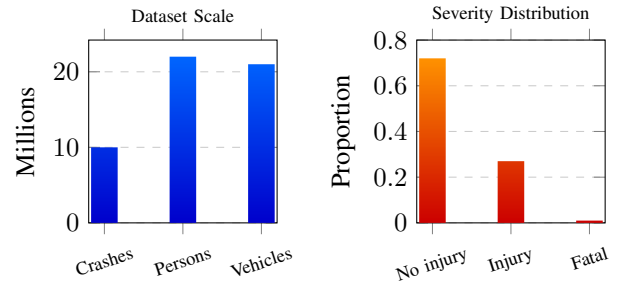 Dataset Scale
Millions
20
10
0
Crashes
Persons
Vehicles
Severity Distribution
Proportion
0.8
0.6
0.4
0.2
0
No injury
Injury
Fatal